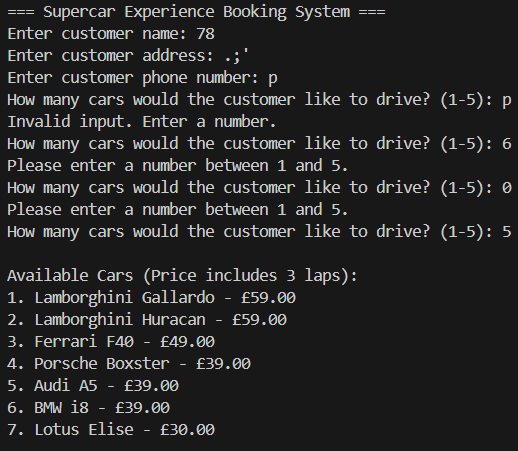 === Supercar Experience Booking System ===
Enter customer name: 78
Enter customer address: .;'
Enter customer phone number: p
How many cars would the customer like to drive? (1-5): p
Invalid input. Enter a number.
How many cars would the customer like to drive? (1-5): 6
Please enter a number between 1 and 5.
How many cars would the customer like to drive? (1-5): 0
Please enter a number between 1 and 5.
How many cars would the customer like to drive? (1-5): 5
Available Cars (Price includes 3 laps):
1. Lamborghini Gallardo - £59.00
2. Lamborghini Huracan - £59.00
3. Ferrari F40 - £49.00
4. Porsche Boxster - £39.00
5. Audi A5 - £39.00
6. BMW i8 - £39.00
7. Lotus Elise - £30.00